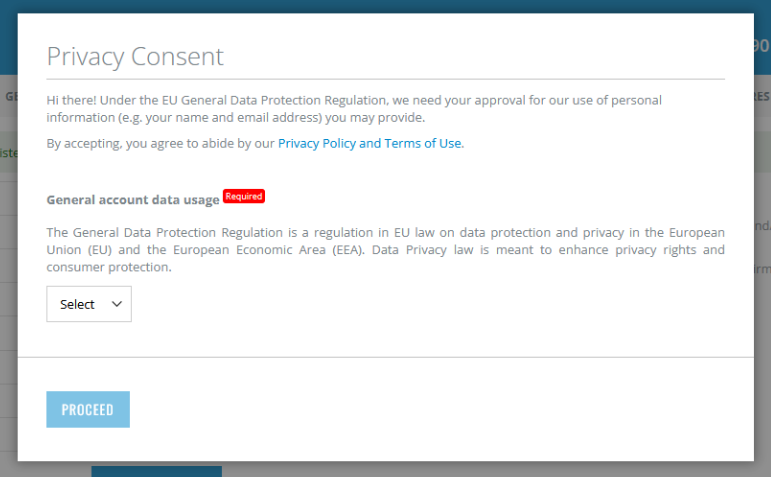 Privacy Consent
Hi there! Under the EU General Data Protection Regulation, we need your approval for our use of personal
information (e.g. your name and email address) you may provide.
By accepting, you agree to abide by our Privacy Policy and Terms of Use.
General account data usage Required
The General Data Protection Regulation is a regulation in EU law on data protection and privacy in the European
Union (EU) and the European Economic Area (EEA). Data Privacy law is meant to enhance privacy rights and
consumer protection.
Select
PROCEED